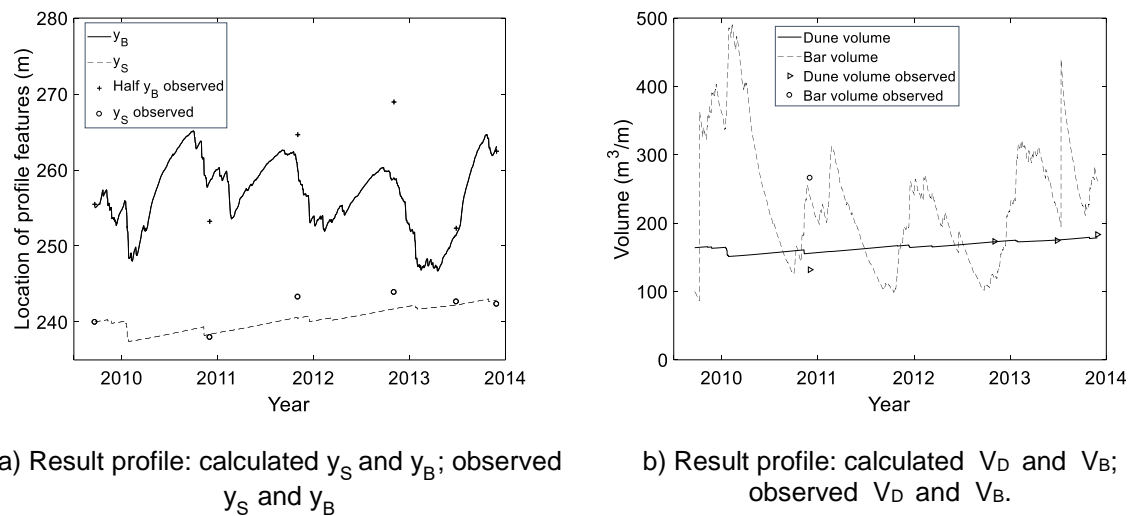 280
270
260
250
240
Location of profile features (m)
y_B
y_S
Half y_B observed
y_S observed
2010 2011 2012 2013 2014
Year
500
400
300
200
100
0
Volume (m³/m)
Dune volume
Bar volume
Dune volume observed
Bar volume observed
2010 2011 2012 2013 2014
Year
a) Result profile: calculated y_S and y_B; observed
y_S and y_B
b) Result profile: calculated V_D and V_B;
observed V_D and V_B.